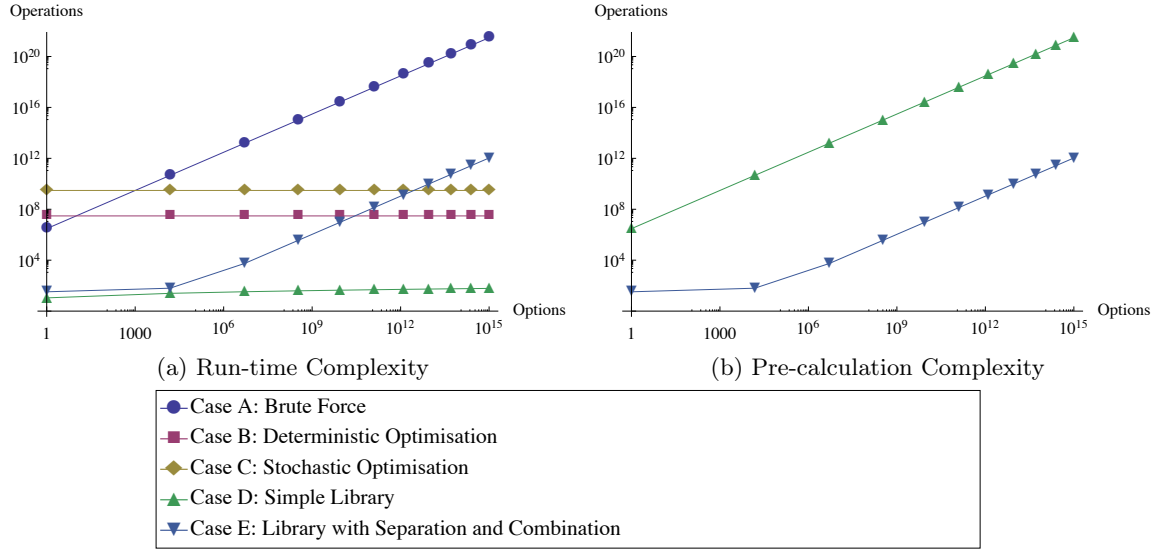 Operations
10^20
10^16
10^12
10^8
10^4
1
1000
10^6
10^9
10^12
10^15
Options
(a) Run-time Complexity
Operations
10^20
10^16
10^12
10^8
10^4
1
1000
10^6
10^9
10^12
10^15
Options
(b) Pre-calculation Complexity
Case A: Brute Force
Case B: Deterministic Optimisation
Case C: Stochastic Optimisation
Case D: Simple Library
Case E: Library with Separation and Combination